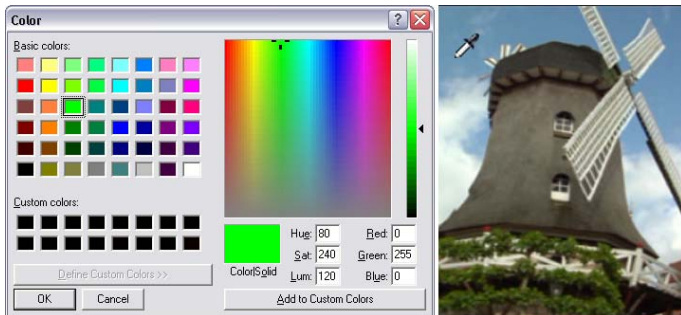 Color
Basic colors:
Custom colors:
Define Custom Colors >>
OK
Cancel
Color|Solid
Hue: 80
Sat: 240
Lum: 120
Red: 0
Green: 255
Blue: 0
Add to Custom Colors